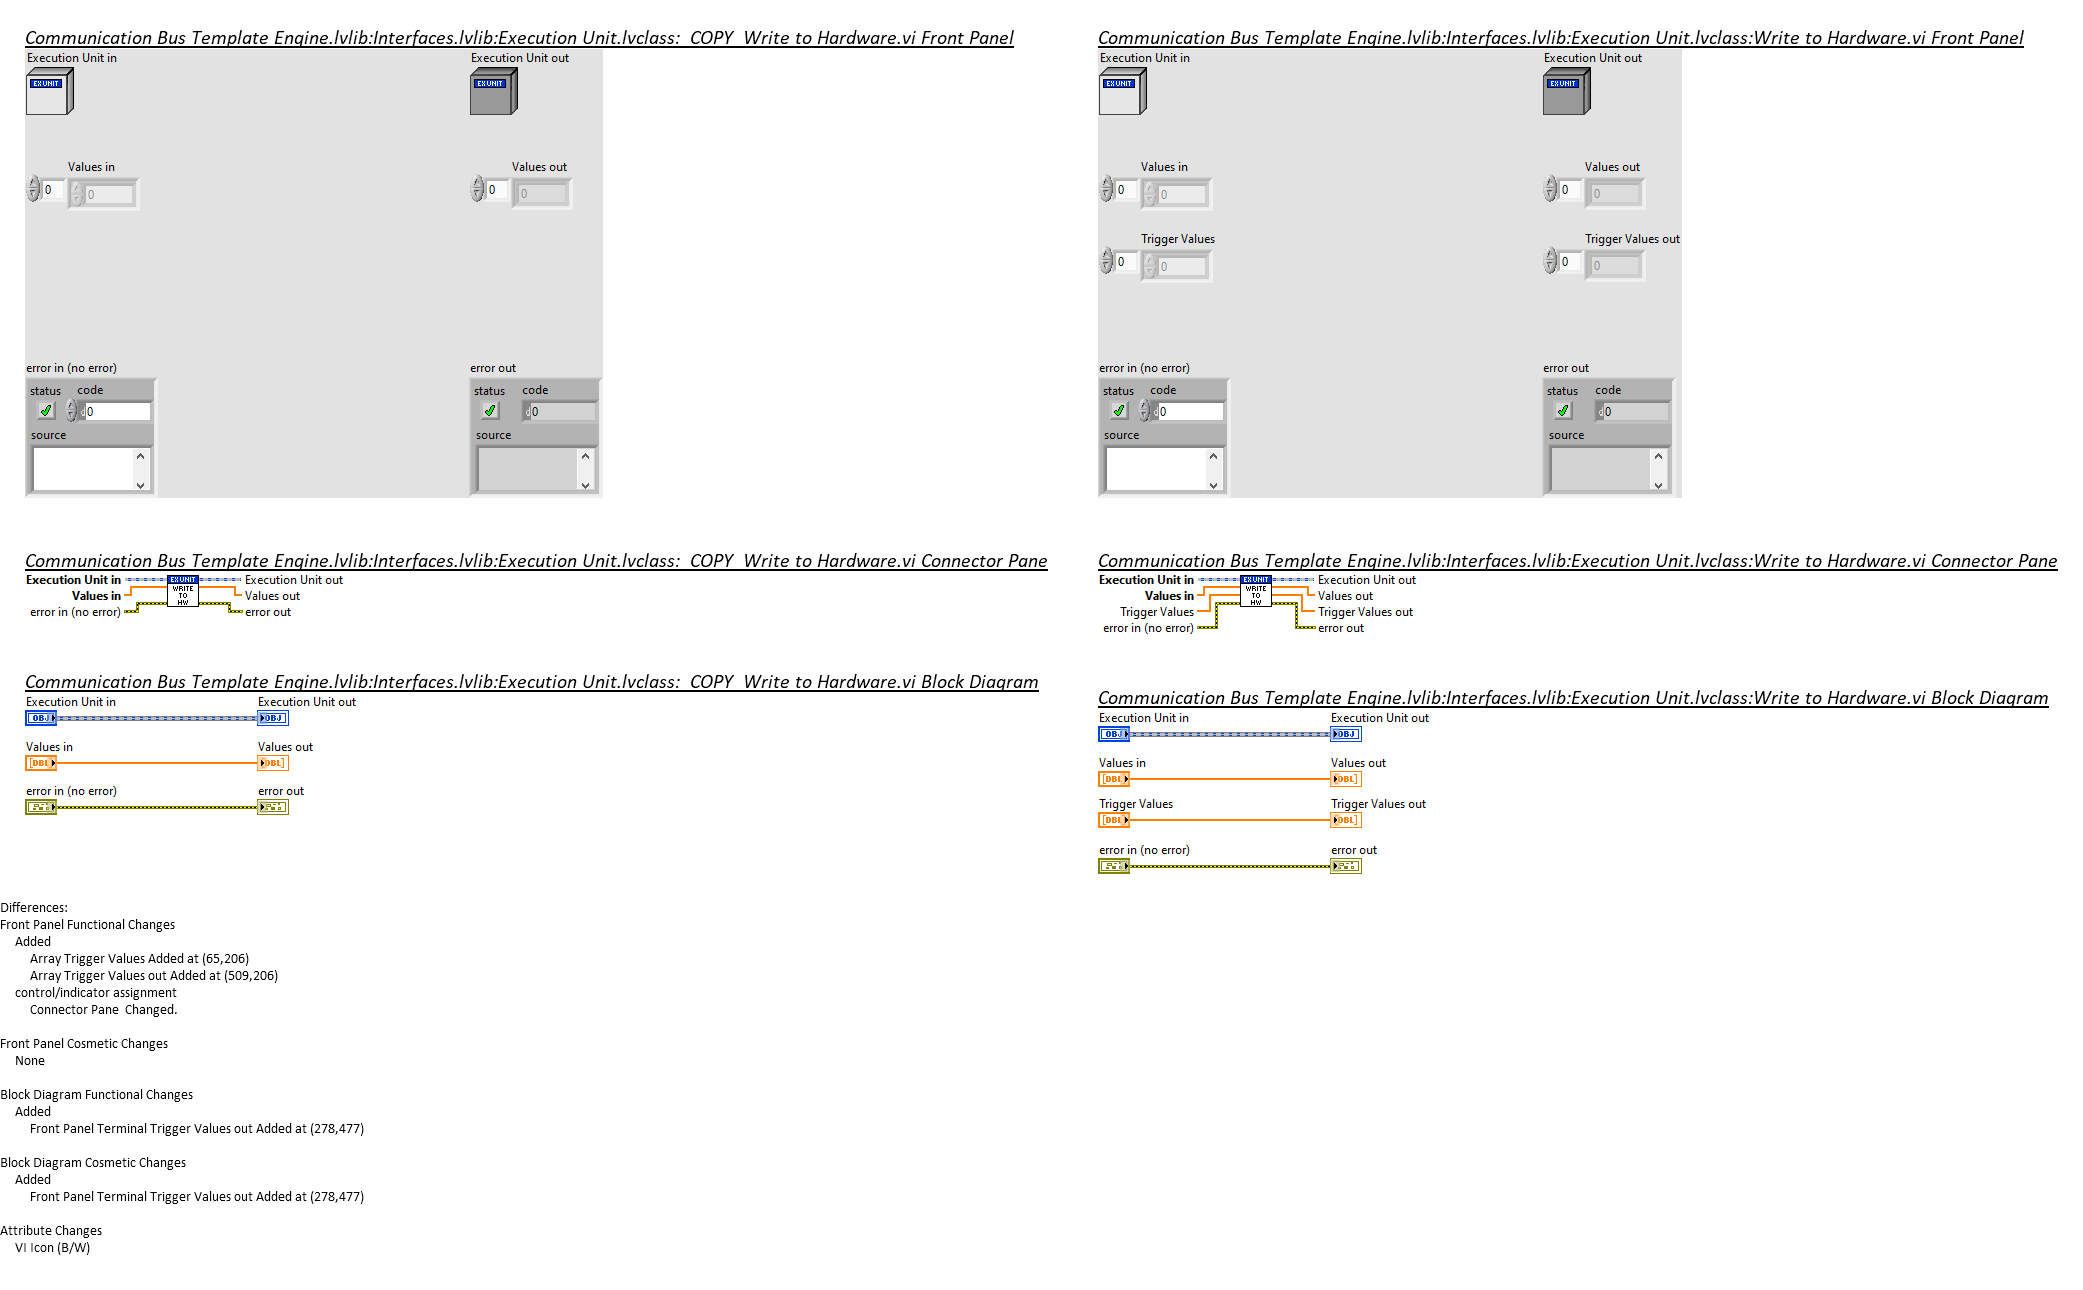 Communication Bus Template Engine.lvlib:Interfaces.lvlib:Execution Unit.lvclass:  COPY  Write to Hardware.vi Front Panel
Execution Unit in
Execution Unit out
EX UNIT
EX UNIT
Values in
Values out
0
0
0
0
error in (no error)
error out
status code
status code
d0
d0
source
source
Communication Bus Template Engine.lvlib:Interfaces.lvlib:Execution Unit.lvclass:  COPY  Write to Hardware.vi Connector Pane
Execution Unit in
EX UNIT
Execution Unit out
Values in
WRITE
TO
HW
Values out
error in (no error)
error out
Communication Bus Template Engine.lvlib:Interfaces.lvlib:Execution Unit.lvclass:  COPY  Write to Hardware.vi Block Diagram
Execution Unit in
Execution Unit out
OBJ
OBJ
Values in
Values out
[DBL
DBL]
error in (no error)
error out
Communication Bus Template Engine.lvlib:Interfaces.lvlib:Execution Unit.lvclass:Write to Hardware.vi Front Panel
Execution Unit in
Execution Unit out
EX UNIT
EX UNIT
Values in
Values out
0
0
0
0
Trigger Values
Trigger Values out
0
0
0
0
error in (no error)
error out
status code
status code
d0
d0
source
source
Communication Bus Template Engine.lvlib:Interfaces.lvlib:Execution Unit.lvclass:Write to Hardware.vi Connector Pane
Execution Unit in
EX UNIT
Execution Unit out
Values in
WRITE
TO
HW
Values out
Trigger Values
Trigger Values out
error in (no error)
error out
Communication Bus Template Engine.lvlib:Interfaces.lvlib:Execution Unit.lvclass:Write to Hardware.vi Block Diagram
Execution Unit in
Execution Unit out
OBJ
OBJ
Values in
Values out
[DBL
DBL]
Trigger Values
Trigger Values out
[DBL
DBL]
error in (no error)
error out
Differences:
Front Panel Functional Changes
Added
Array Trigger Values Added at (65,206)
Array Trigger Values out Added at (509,206)
control/indicator assignment
Connector Pane  Changed.
Front Panel Cosmetic Changes
None
Block Diagram Functional Changes
Added
Front Panel Terminal Trigger Values out Added at (278,477)
Block Diagram Cosmetic Changes
Added
Front Panel Terminal Trigger Values out Added at (278,477)
Attribute Changes
VI Icon (B/W)